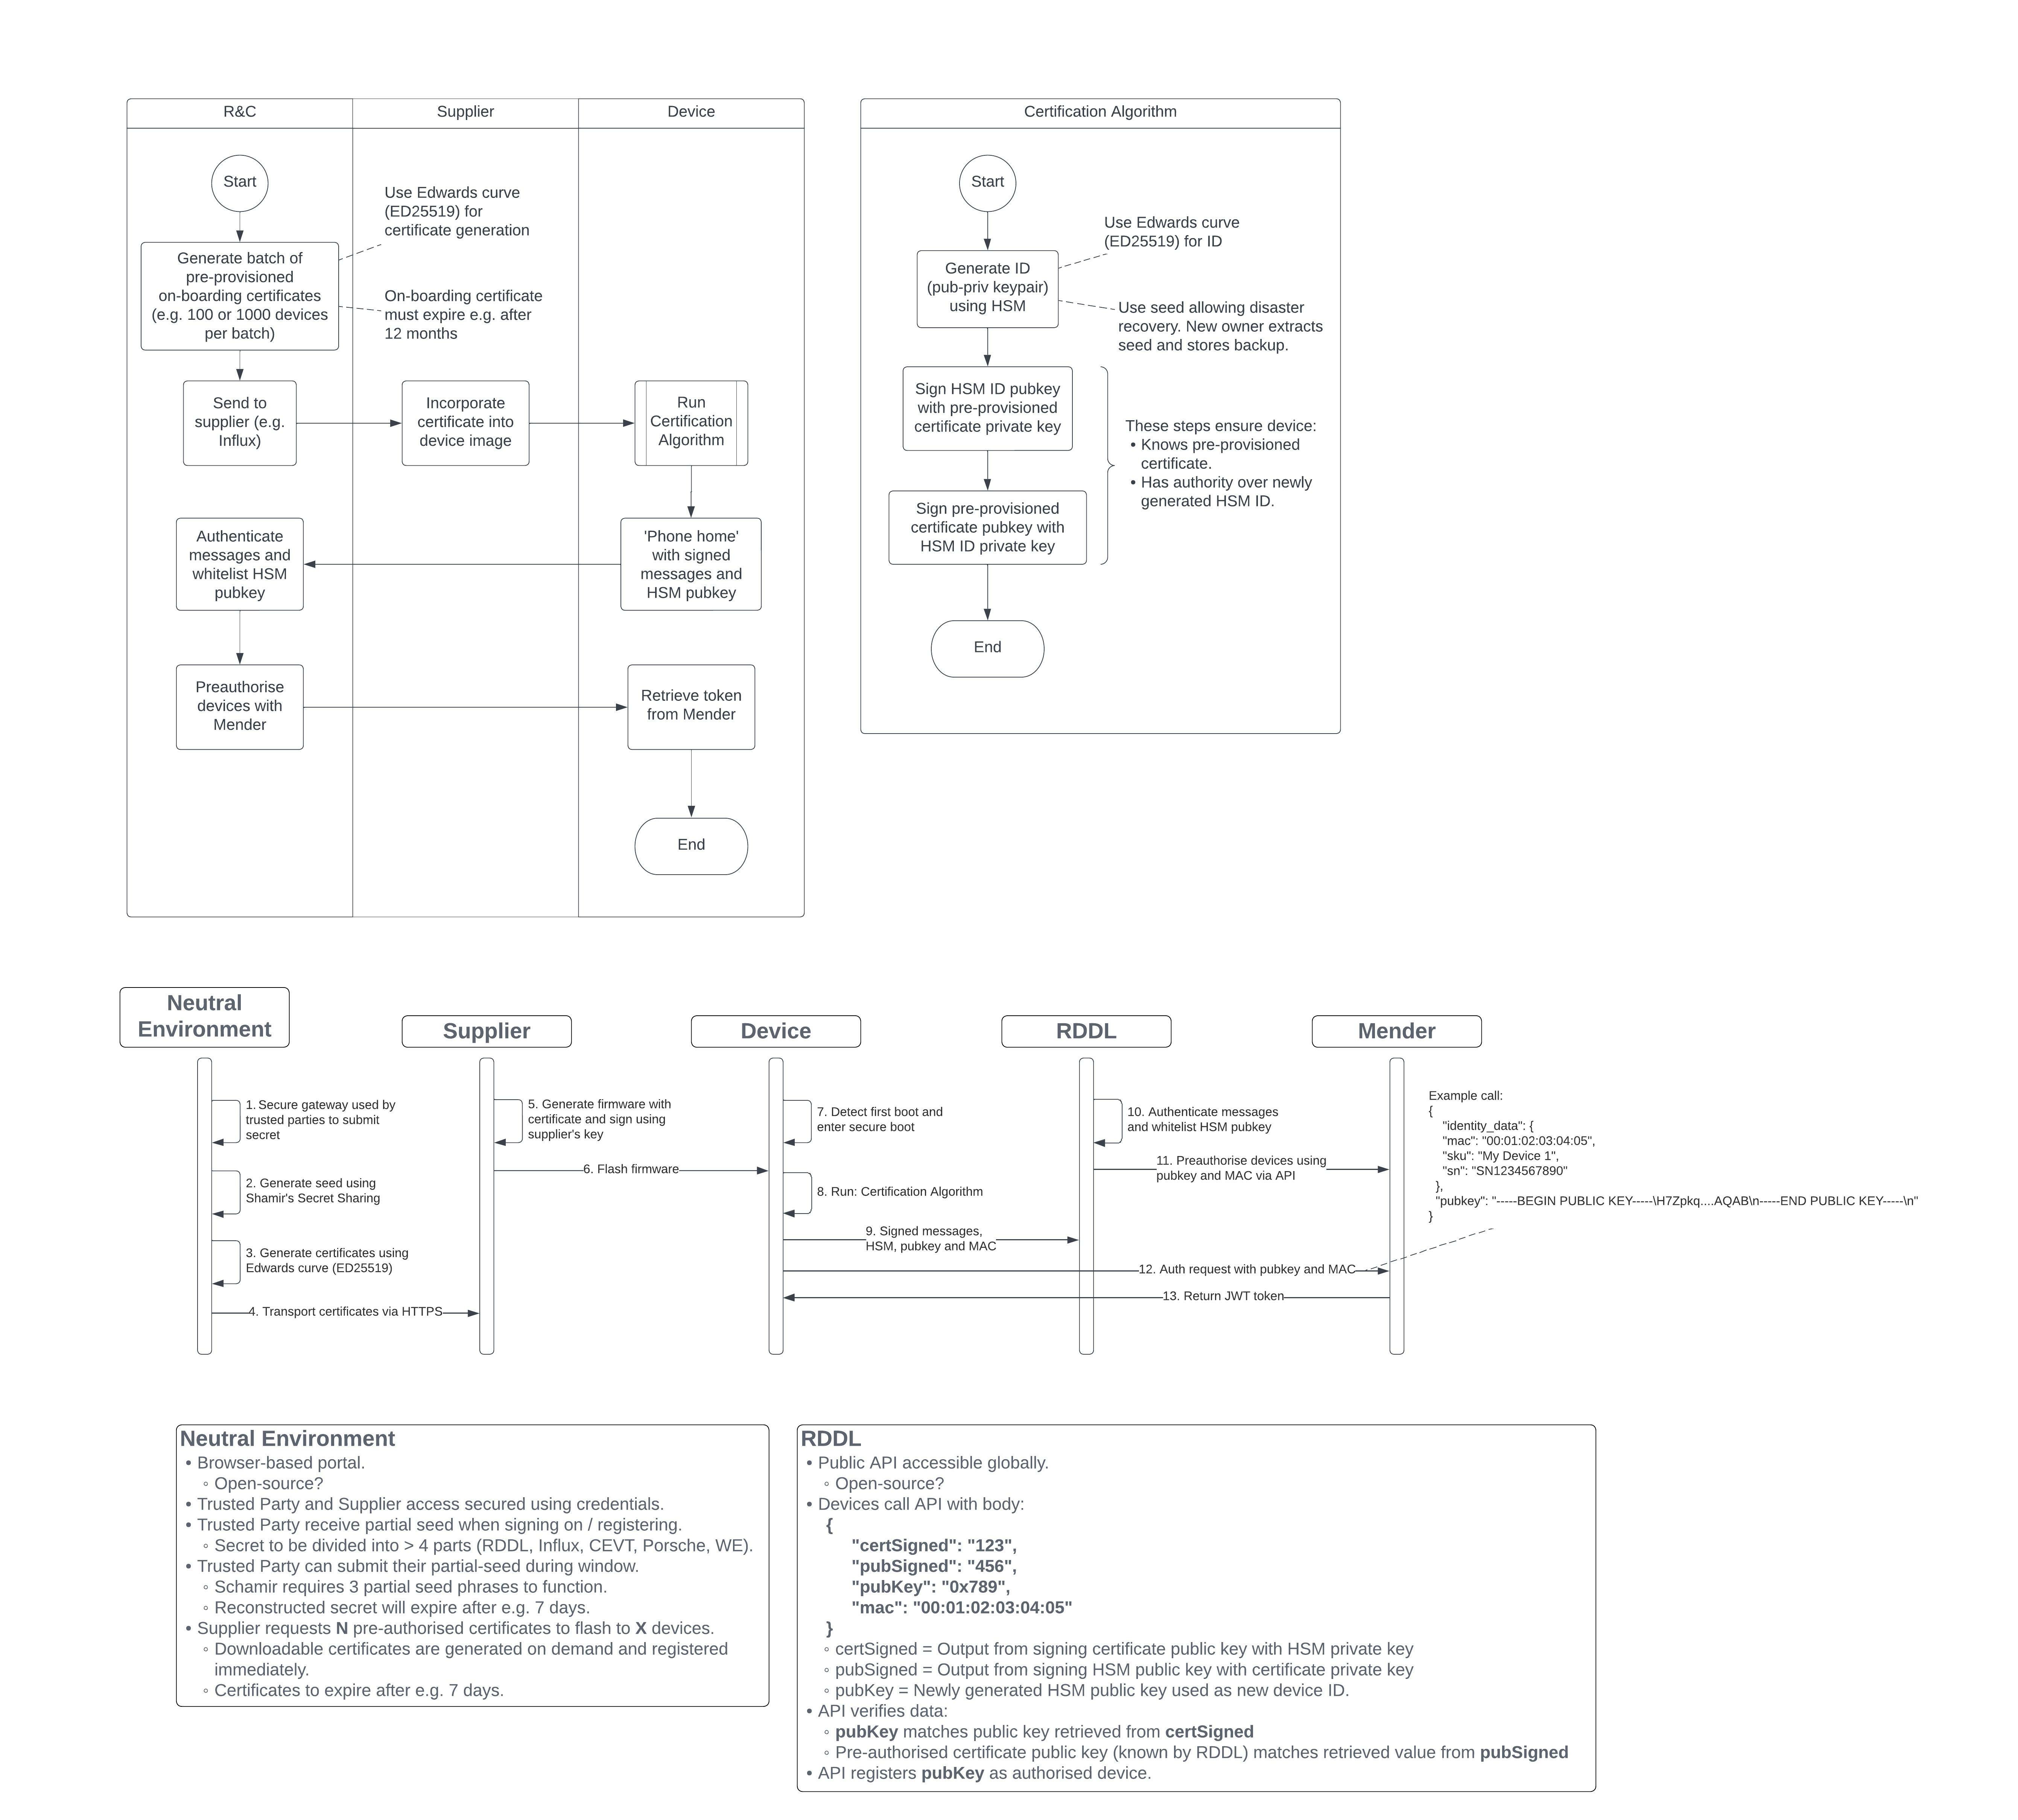 R&C
Supplier
Device
Start
Use Edwards curve
(ED25519) for
certificate generation
Generate batch of
pre-provisioned
on-boarding certificates
(e.g. 100 or 1000 devices
per batch)
On-boarding certificate
must expire e.g. after
12 months
Send to
supplier (e.g.
Influx)
Incorporate
certificate into
device image
Run
Certification
Algorithm
Authenticate
messages and
whitelist HSM
pubkey
'Phone home'
with signed
messages and
HSM pubkey
Preauthorise
devices with
Mender
Retrieve token
from Mender
End
Certification Algorithm
Start
Use Edwards curve
(ED25519) for ID
Generate ID
(pub-priv keypair)
using HSM
Use seed allowing disaster
recovery. New owner extracts
seed and stores backup.
Sign HSM ID pubkey
with pre-provisioned
certificate private key
These steps ensure device:
• Knows pre-provisioned
certificate.
• Has authority over newly
generated HSM ID.
Sign pre-provisioned
certificate pubkey with
HSM ID private key
End
Neutral
Environment
Supplier
Device
RDDL
Mender
1. Secure gateway used by
trusted parties to submit
secret
2. Generate seed using
Shamir's Secret Sharing
3. Generate certificates using
Edwards curve (ED25519)
4. Transport certificates via HTTPS
5. Generate firmware with
certificate and sign using
supplier's key
6. Flash firmware
7. Detect first boot and
enter secure boot
8. Run: Certification Algorithm
9. Signed messages,
HSM, pubkey and MAC
10. Authenticate messages
and whitelist HSM pubkey
11. Preauthorise devices using
pubkey and MAC via API
12. Auth request with pubkey and MAC
13. Return JWT token
Example call:
{
"identity_data": {
"mac": "00:01:02:03:04:05",
"sku": "My Device 1",
"sn": "SN1234567890"
},
"pubkey": "-----BEGIN PUBLIC KEY-----\H7Zpkq....AQAB\n-----END PUBLIC KEY-----\n"
}
Neutral Environment
• Browser-based portal.
◦ Open-source?
• Trusted Party and Supplier access secured using credentials.
• Trusted Party receive partial seed when signing on / registering.
◦ Secret to be divided into > 4 parts (RDDL, Influx, CEVT, Porsche, WE).
• Trusted Party can submit their partial-seed during window.
◦ Schamir requires 3 partial seed phrases to function.
◦ Reconstructed secret will expire after e.g. 7 days.
• Supplier requests N pre-authorised certificates to flash to X devices.
◦ Downloadable certificates are generated on demand and registered
immediately.
◦ Certificates to expire after e.g. 7 days.
RDDL
• Public API accessible globally.
◦ Open-source?
• Devices call API with body:
{
"certSigned": "123",
"pubSigned": "456",
"pubKey": "0x789",
"mac": "00:01:02:03:04:05"
}
◦ certSigned = Output from signing certificate public key with HSM private key
◦ pubSigned = Output from signing HSM public key with certificate private key
◦ pubKey = Newly generated HSM public key used as new device ID.
• API verifies data:
◦ pubKey matches public key retrieved from certSigned
◦ Pre-authorised certificate public key (known by RDDL) matches retrieved value from pubSigned
• API registers pubKey as authorised device.